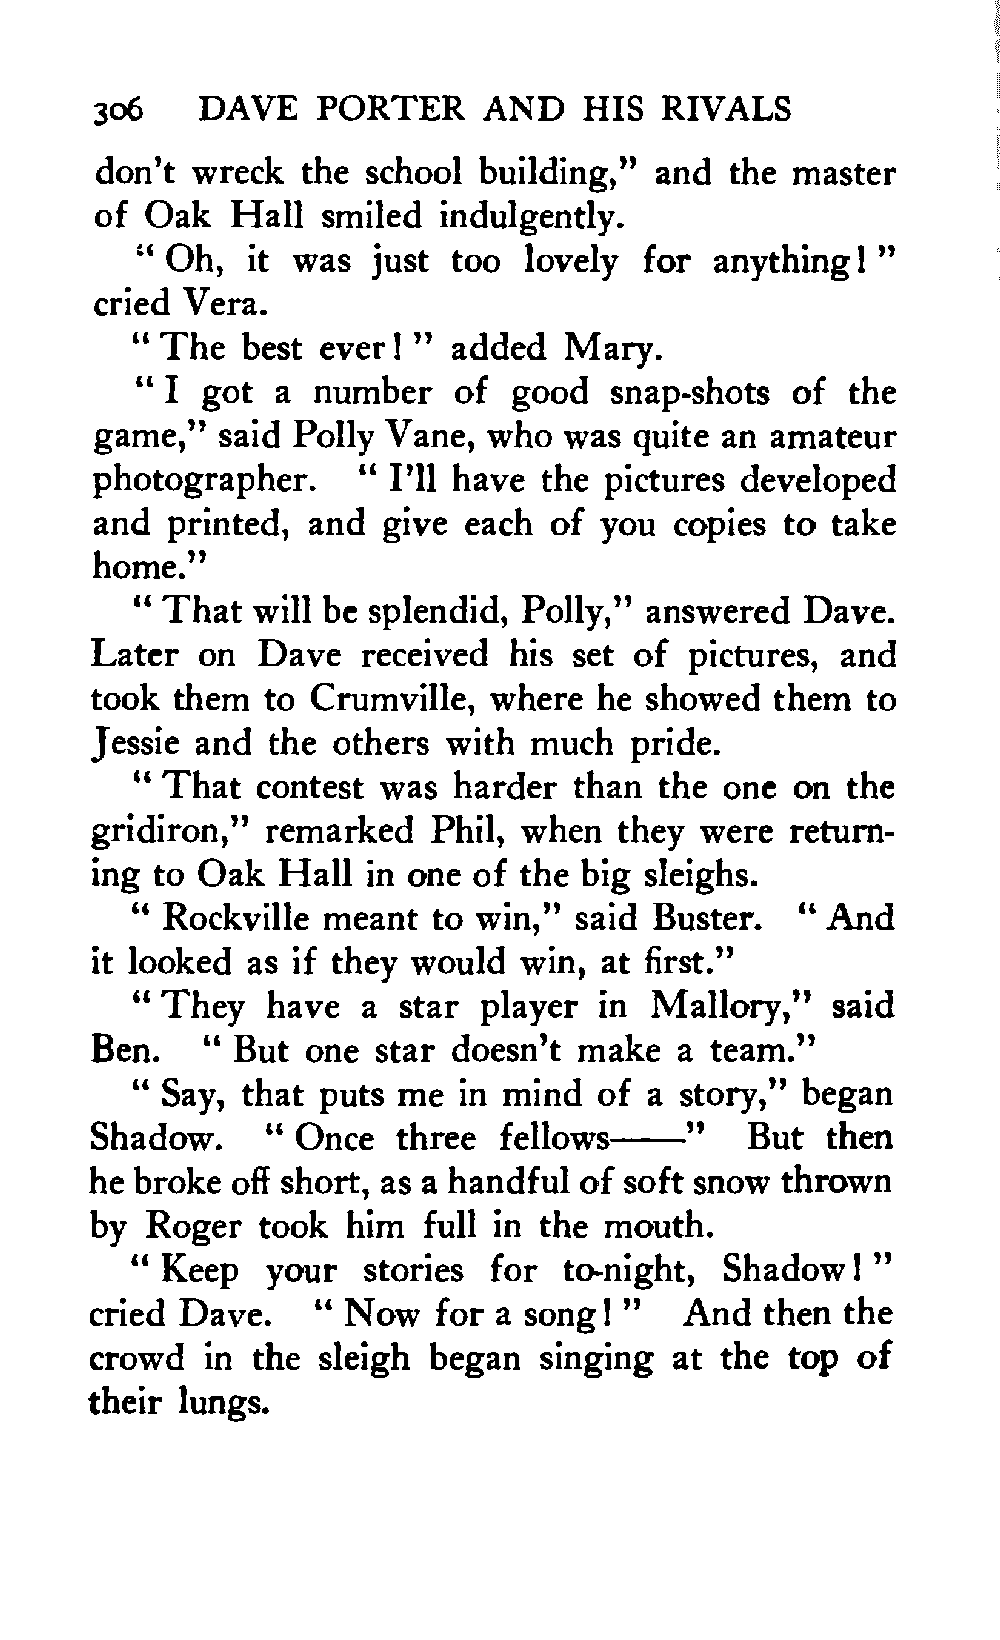 306 DAVE PORTER AND HIS RIVALS
don't wreck the school building," and the master
of Oak Hall smiled indulgently.
" Oh, it was just too lovely for anything! "
cried Vera.
" The best ever! " added Mary.
" I got a number of good snap-shots of the
game," said Polly Vane, who was quite an amateur
photographer. " I'll have the pictures developed
and printed, and give each of you copies to take
home."
" That will be splendid, Polly," answered Dave.
Later on Dave received his set of pictures, and
took them to Crumville, where he showed them to
Jessie and the others with much pride.
" That contest was harder than the one on the
gridiron," remarked Phil, when they were return-
ing to Oak Hall in one of the big sleighs.
" Rockville meant to win," said Buster. " And
it looked as if they would win, at first."
" They have a star player in Mallory," said
Ben. " But one star doesn't make a team."
" Say, that puts me in mind of a story," began
Shadow. " Once three fellows——" But then
he broke off short, as a handful of soft snow thrown
by Roger took him full in the mouth.
" Keep your stories for to-night, Shadow! "
cried Dave. " Now for a song! " And then the
crowd in the sleigh began singing at the top of
their lungs.